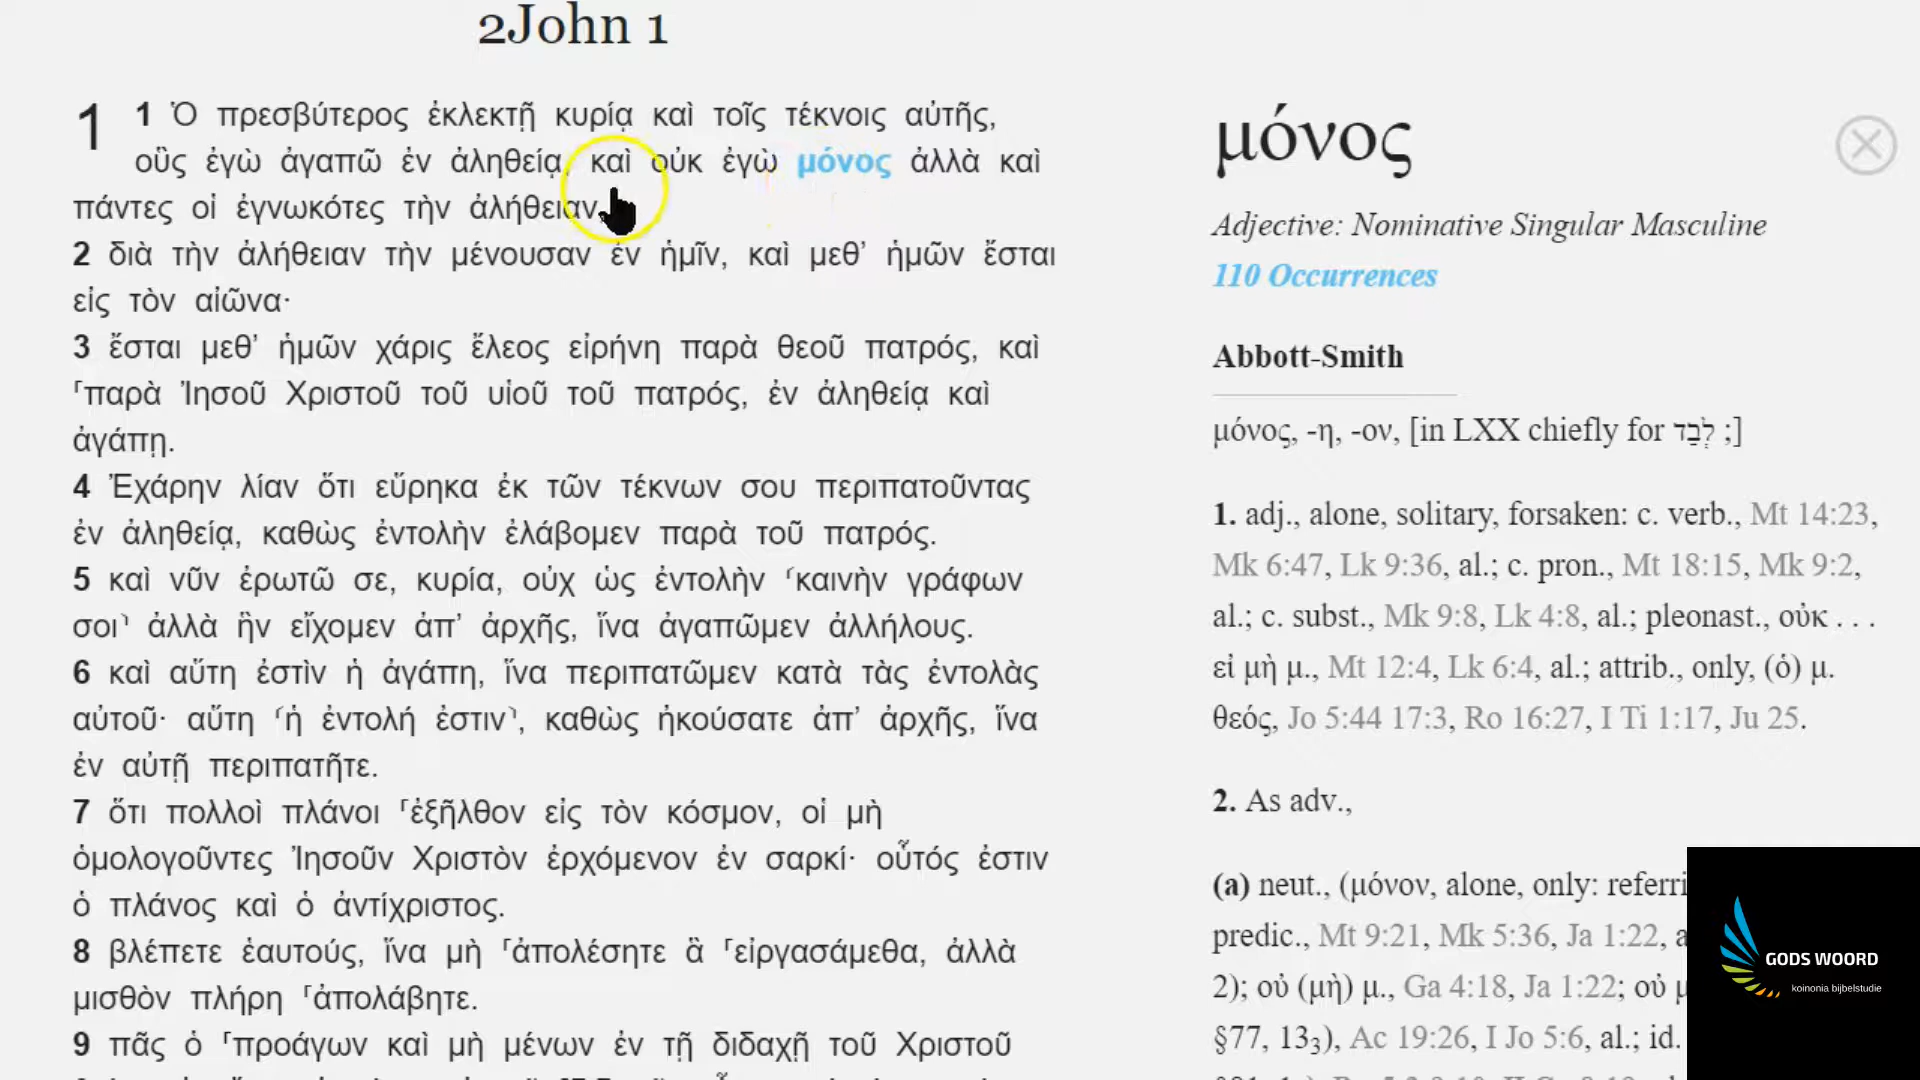 2John 1
1 1 Ὁ πρεσβύτερος ἐκλεκτῇ κυρίᾳ καὶ τοῖς τέκνοις αὐτῆς,
οὓς ἐγὼ ἀγαπῶ ἐν ἀληθείᾳ, καὶ οὐκ ἐγὼ μόνος ἀλλὰ καὶ
πάντες οἱ ἐγνωκότες τὴν ἀλήθειαν
2 διὰ τὴν ἀλήθειαν τὴν μένουσαν ἐν ἡμῖν, καὶ μεθ’ ἡμῶν ἔσται
εἰς τὸν αἰῶνα·
3 ἔσται μεθ’ ἡμῶν χάρις ἔλεος εἰρήνη παρὰ θεοῦ πατρός, καὶ
⸀παρὰ Ἰησοῦ Χριστοῦ τοῦ υἱοῦ τοῦ πατρός, ἐν ἀληθείᾳ καὶ
ἀγάπῃ.
4 Ἐχάρην λίαν ὅτι εὕρηκα ἐκ τῶν τέκνων σου περιπατοῦντας
ἐν ἀληθείᾳ, καθὼς ἐντολὴν ἐλάβομεν παρὰ τοῦ πατρός.
5 καὶ νῦν ἐρωτῶ σε, κυρία, οὐχ ὡς ἐντολὴν ⸂καινὴν γράφων
σοι⸃ ἀλλὰ ἣν εἴχομεν ἀπ’ ἀρχῆς, ἵνα ἀγαπῶμεν ἀλλήλους.
6 καὶ αὕτη ἐστὶν ἡ ἀγάπη, ἵνα περιπατῶμεν κατὰ τὰς ἐντολὰς
αὐτοῦ· αὕτη ⸂ἡ ἐντολή ἐστιν⸃, καθὼς ἠκούσατε ἀπ’ ἀρχῆς, ἵνα
ἐν αὐτῇ περιπατῆτε.
7 ὅτι πολλοὶ πλάνοι ⸀ἐξῆλθον εἰς τὸν κόσμον, οἱ μὴ
ὁμολογοῦντες Ἰησοῦν Χριστὸν ἐρχόμενον ἐν σαρκί· οὗτός ἐστιν
ὁ πλάνος καὶ ὁ ἀντίχριστος.
8 βλέπετε ἑαυτούς, ἵνα μὴ ⸀ἀπολέσητε ἃ ⸀εἰργασάμεθα, ἀλλὰ
μισθὸν πλήρη ⸀ἀπολάβητε.
9 πᾶς ὁ ⸀προάγων καὶ μὴ μένων ἐν τῇ διδαχῇ τοῦ Χριστοῦ
μόνος
Adjective: Nominative Singular Masculine
110 Occurrences
Abbott-Smith
μόνος, -η, -ον, [in LXX chiefly for לְבַד ;]
1. adj., alone, solitary, forsaken: c. verb., Mt 14:23,
Mk 6:47, Lk 9:36, al.; c. pron., Mt 18:15, Mk 9:2,
al.; c. subst., Mk 9:8, Lk 4:8, al.; pleonast., οὐκ . . .
εἰ μὴ μ., Mt 12:4, Lk 6:4, al.; attrib., only, (ὁ) μ.
θεός, Jo 5:44 17:3, Ro 16:27, I Ti 1:17, Ju 25.
2. As adv.,
(a) neut., (μόνον, alone, only: referri
predic., Mt 9:21, Mk 5:36, Ja 1:22, a
2); οὐ (μὴ) μ., Ga 4:18, Ja 1:22; οὐ μ
§77, 13₃), Ac 19:26, I Jo 5:6, al.; id.
GODS WOORD
koinonia bijbelstudie